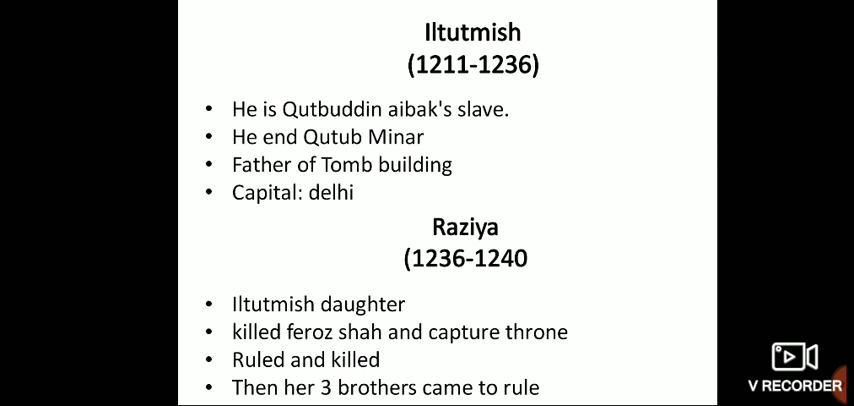 Iltutmish
(1211-1236)
• He is Qutbuddin aibak's slave.
• He end Qutub Minar
• Father of Tomb building
• Capital: delhi
Raziya
(1236-1240
• Iltutmish daughter
• killed feroz shah and capture throne
• Ruled and killed
• Then her 3 brothers came to rule
V RECORDER